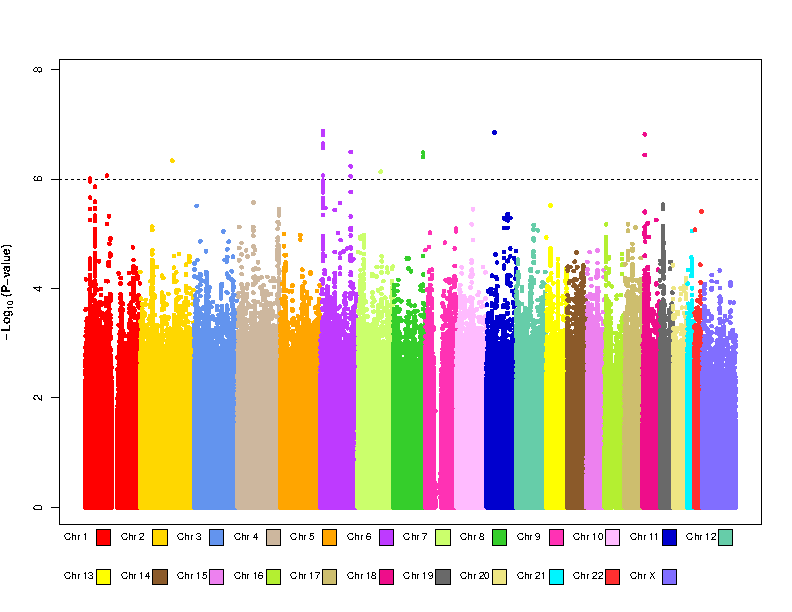 8
6
4
2
0
−Log10 (P−value)
Chr 1 Chr 2 Chr 3 Chr 4 Chr 5 Chr 6 Chr 7 Chr 8 Chr 9 Chr 10 Chr 11 Chr 12
Chr 13 Chr 14 Chr 15 Chr 16 Chr 17 Chr 18 Chr 19 Chr 20 Chr 21 Chr 22 Chr X